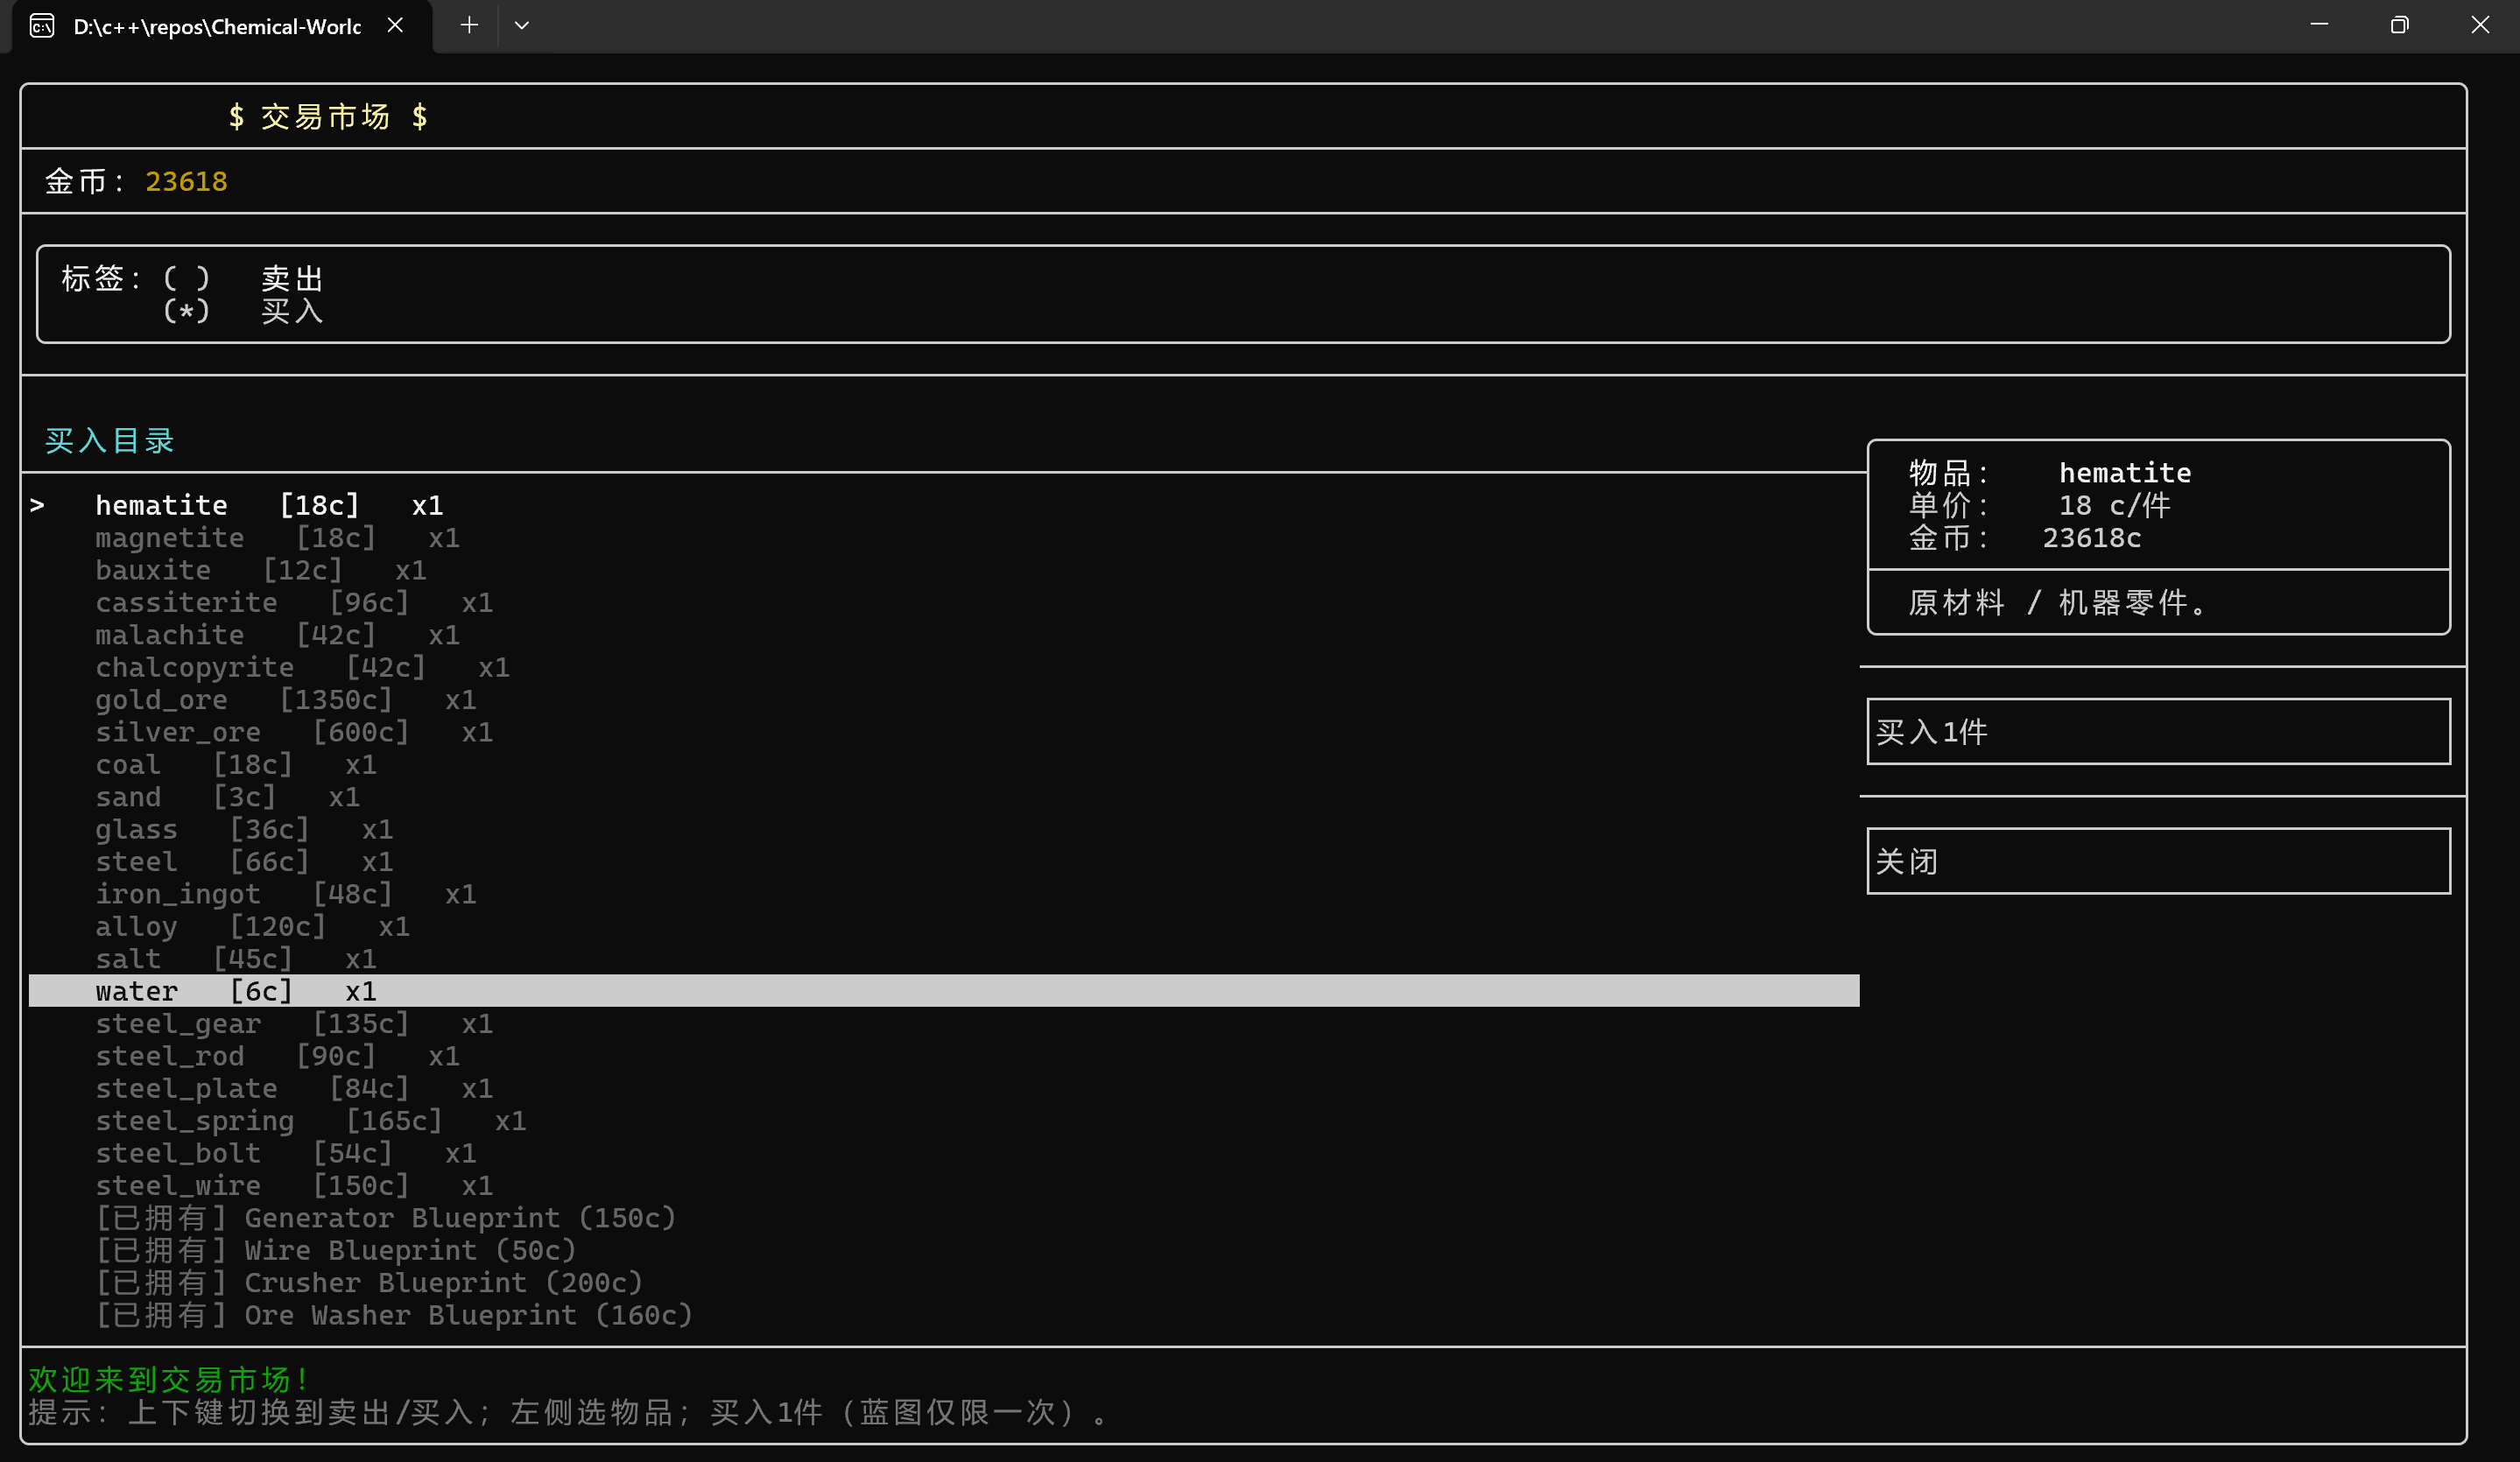 D:\c++\repos\Chemical-Worl
$ 交易市场 $
金币: 23618
标签: ( ) 卖出
(*) 买入
买入目录
> hematite [18c] x1
magnetite [18c] x1
bauxite [12c] x1
cassiterite [96c] x1
malachite [42c] x1
chalcopyrite [42c] x1
gold_ore [1350c] x1
silver_ore [600c] x1
coal [18c] x1
sand [3c] x1
glass [36c] x1
steel [66c] x1
iron_ingot [48c] x1
alloy [120c] x1
salt [45c] x1
water [6c] x1
steel_gear [135c] x1
steel_rod [90c] x1
steel_plate [84c] x1
steel_spring [165c] x1
steel_bolt [54c] x1
steel_wire [150c] x1
[已拥有] Generator Blueprint (150c)
[已拥有] Wire Blueprint (50c)
[已拥有] Crusher Blueprint (200c)
[已拥有] Ore Washer Blueprint (160c)
物品: hematite
单价: 18 c/件
金币: 23618c
原材料 / 机器零件。
买入1件
关闭
欢迎来到交易市场!
提示: 上下键切换到卖出/买入; 左侧选物品; 买入1件（蓝图仅限一次）。